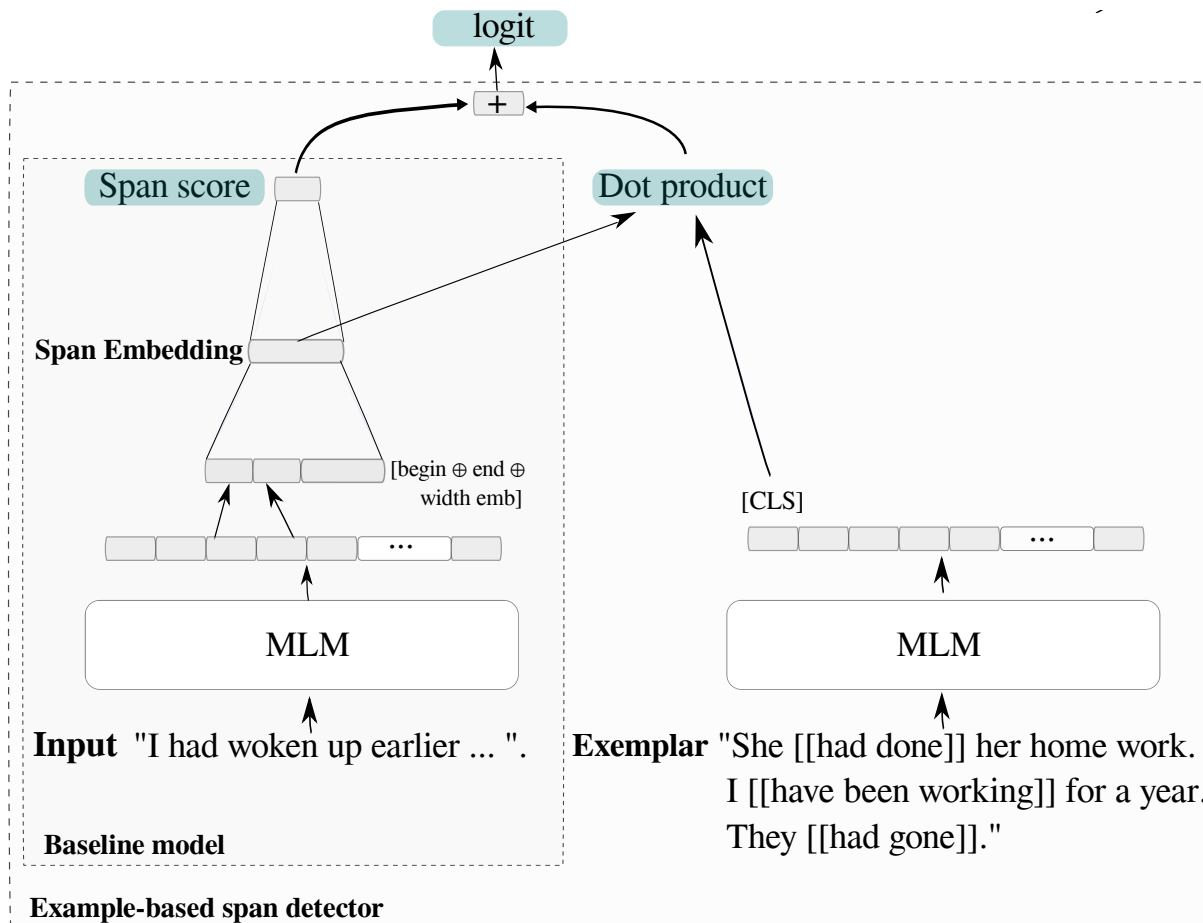 logit
+
Span score
Dot product
Span Embedding
[begin ⊕ end ⊕
width emb]
[CLS]
...
...
MLM
MLM
Input "I had woken up earlier ... ".
Exemplar "She [[had done]] her home work.
I [[have been working]] for a year.
They [[had gone]]."
Baseline model
Example-based span detector